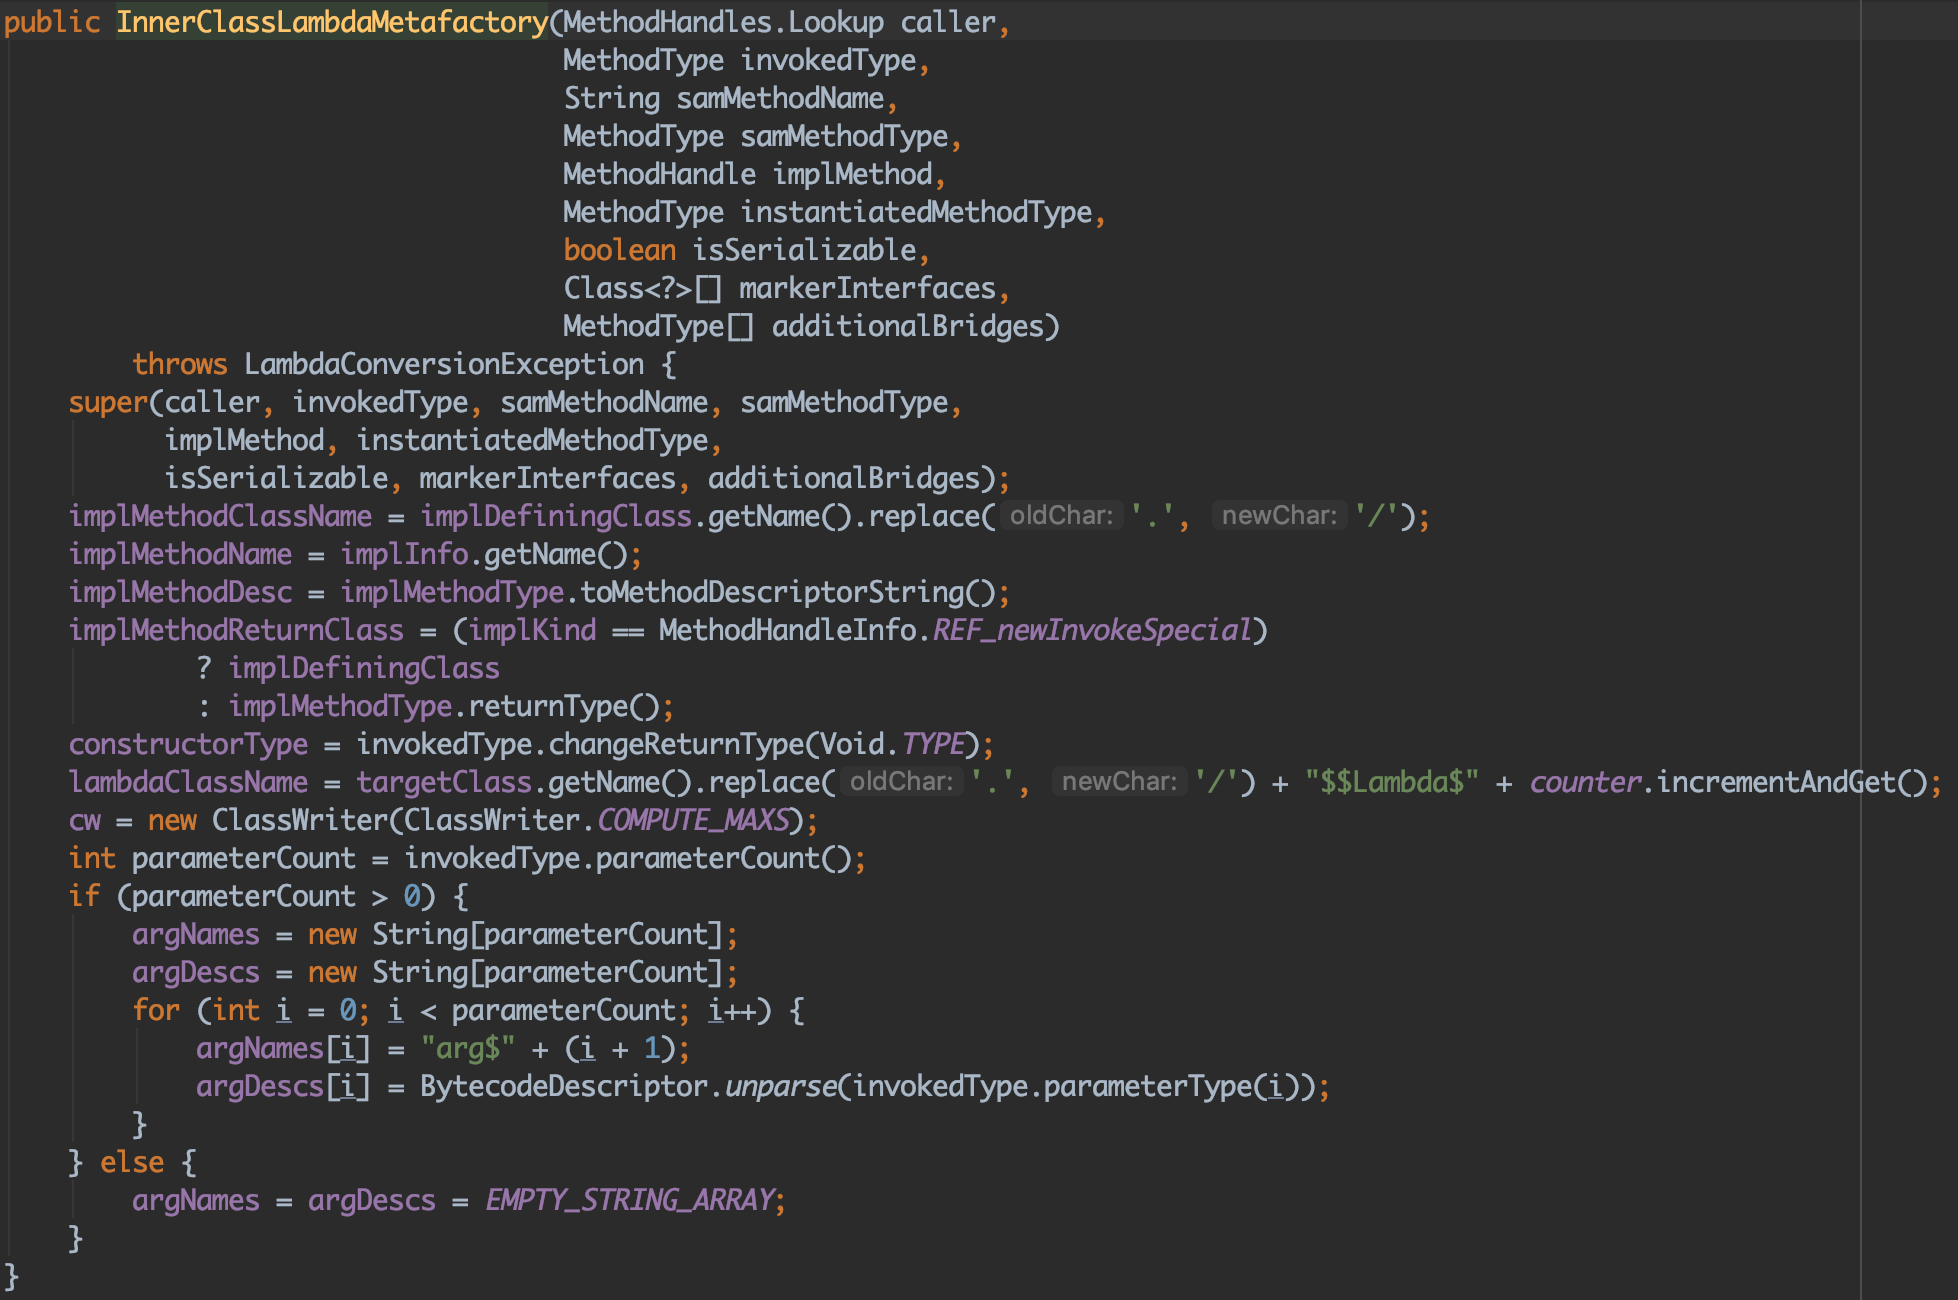 public InnerClassLambdaMetafactory(MethodHandles.Lookup caller,
MethodType invokedType,
String samMethodName,
MethodType samMethodType,
MethodHandle implMethod,
MethodType instantiatedMethodType,
boolean isSerializable,
Class<?>[] markerInterfaces,
MethodType[] additionalBridges)
throws LambdaConversionException {
super(caller, invokedType, samMethodName, samMethodType,
implMethod, instantiatedMethodType,
isSerializable, markerInterfaces, additionalBridges);
implMethodClassName = implDefiningClass.getName().replace( oldChar: '.', newChar: '/');
implMethodName = implInfo.getName();
implMethodDesc = implMethodType.toMethodDescriptorString();
implMethodReturnClass = (implKind == MethodHandleInfo.REF_newInvokeSpecial)
? implDefiningClass
: implMethodType.returnType();
constructorType = invokedType.changeReturnType(Void.TYPE);
lambdaClassName = targetClass.getName().replace( oldChar: '.', newChar: '/') + "$$Lambda$" + counter.incrementAndGet();
cw = new ClassWriter(ClassWriter.COMPUTE_MAXS);
int parameterCount = invokedType.parameterCount();
if (parameterCount > 0) {
argNames = new String[parameterCount];
argDescs = new String[parameterCount];
for (int i = 0; i < parameterCount; i++) {
argNames[i] = "arg$" + (i + 1);
argDescs[i] = BytecodeDescriptor.unparse(invokedType.parameterType(i));
}
} else {
argNames = argDescs = EMPTY_STRING_ARRAY;
}
}